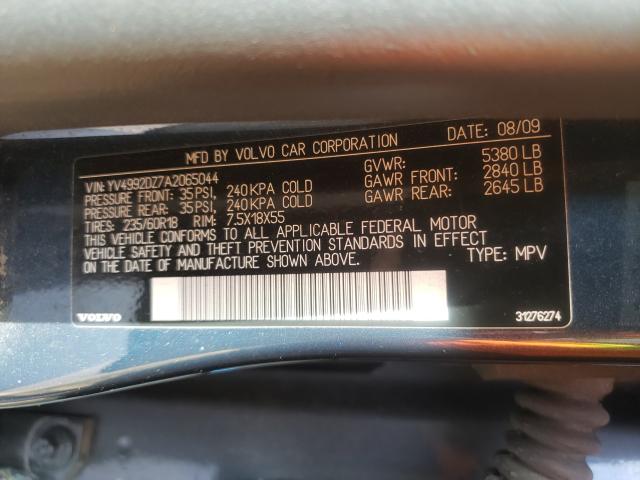 MFD BY VOLVO CAR CORPORATION DATE: 08/09
VIN: YV4992DZ7A2065044 GVWR: 5380 LB
PRESSURE FRONT: 35 PSI, 240 KPA COLD GAWR FRONT: 2840 LB
PRESSURE REAR: 35 PSI, 240 KPA COLD GAWR REAR: 2645 LB
TIRES: 235/60R18 RIM: 7.5X18X55
THIS VEHICLE CONFORMS TO ALL APPLICABLE FEDERAL MOTOR
VEHICLE SAFETY AND THEFT PREVENTION STANDARDS IN EFFECT
ON THE DATE OF MANUFACTURE SHOWN ABOVE. TYPE: MPV
VOLVO 31276274